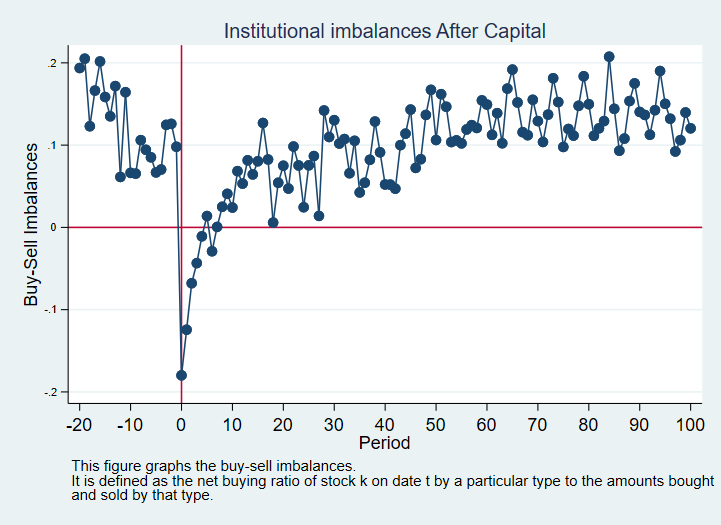 Institutional imbalances After Capital
Buy-Sell Imbalances
.2
.1
0
-.1
-.2
-20 -10 0 10 20 30 40 50 60 70 80 90 100
Period
This figure graphs the buy-sell imbalances.
It is defined as the net buying ratio of stock k on date t by a particular type to the amounts bought
and sold by that type.